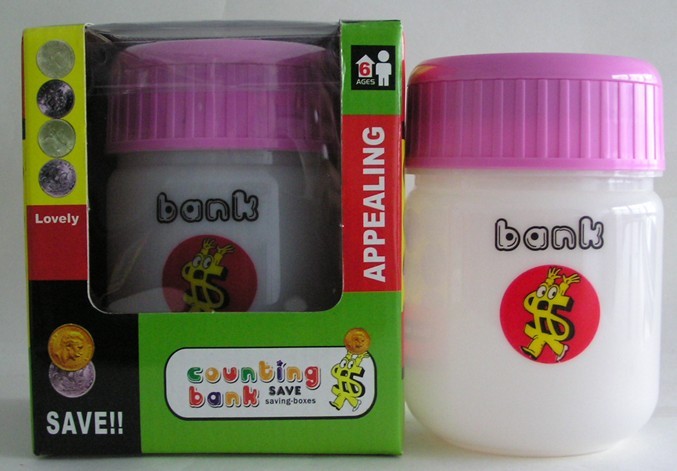 6
AGES
APPEALING
Lovely
bank
bank
counting
bank SAVE
saving-boxes
SAVE!!